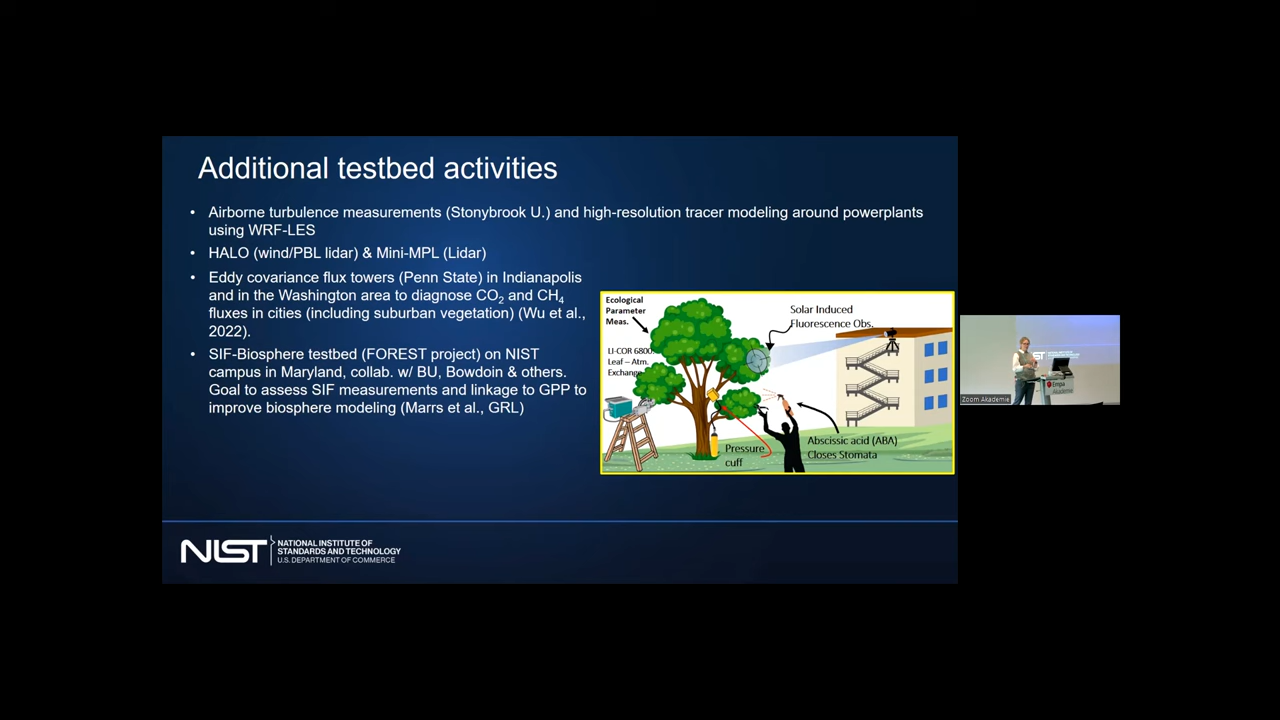 Additional testbed activities
• Airborne turbulence measurements (Stonybrook U.) and high-resolution tracer modeling around powerplants
using WRF-LES
• HALO (wind/PBL lidar) & Mini-MPL (Lidar)
• Eddy covariance flux towers (Penn State) in Indianapolis
and in the Washington area to diagnose CO₂ and CH₄
fluxes in cities (including suburban vegetation) (Wu et al.,
2022).
• SIF-Biosphere testbed (FOREST project) on NIST
campus in Maryland, collab. w/ BU, Bowdoin & others.
Goal to assess SIF measurements and linkage to GPP to
improve biosphere modeling (Marrs et al., GRL)
Ecological
Parameter
Meas.
LI-COR 6800:
Leaf – Atm.
Exchange
Solar Induced
Fluorescence Obs.
Pressure
cuff
Abscissic acid (ABA)
Closes Stomata
NIST
NATIONAL INSTITUTE OF
STANDARDS AND TECHNOLOGY
U.S. DEPARTMENT OF COMMERCE
Empa
Akademie
Zoom Akademie